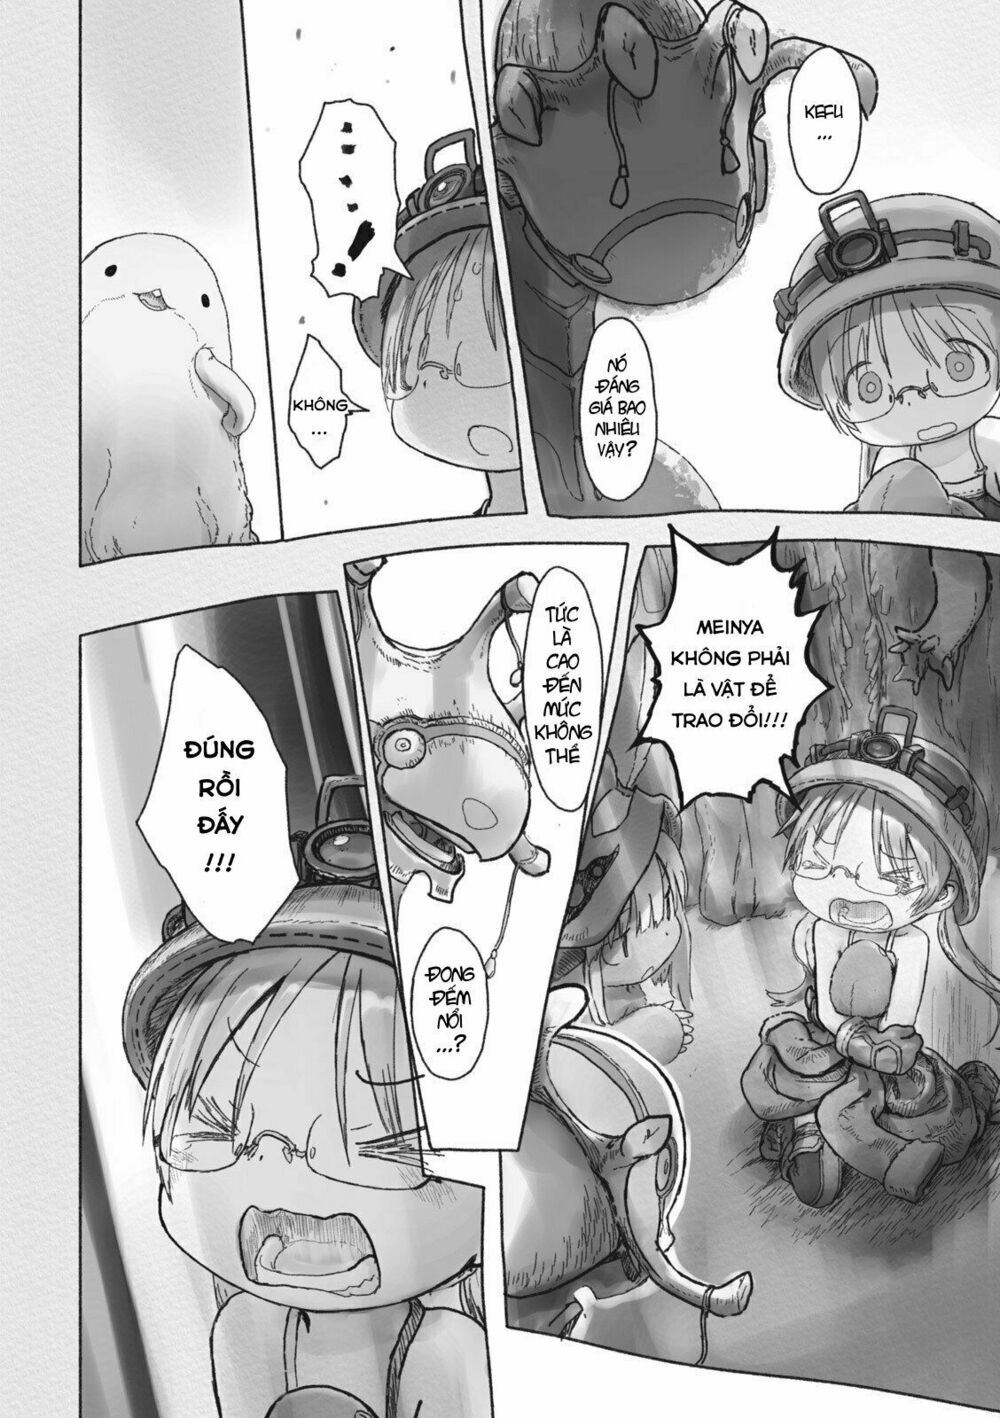 KEFU
...
NÓ
ĐÁNG
GIÁ BAO
NHIÊU
VẬY?
.....!
KHÔNG
...
MEINYA
KHÔNG PHẢI
LÀ VẬT ĐỂ
TRAO ĐỔI!!!
TỨC
LÀ
CAO
ĐẾN
MỨC
KHÔNG
THỂ
ĐONG
ĐẾM
NỔI
...?
ĐÚNG
RỒI
ĐẤY
!!!